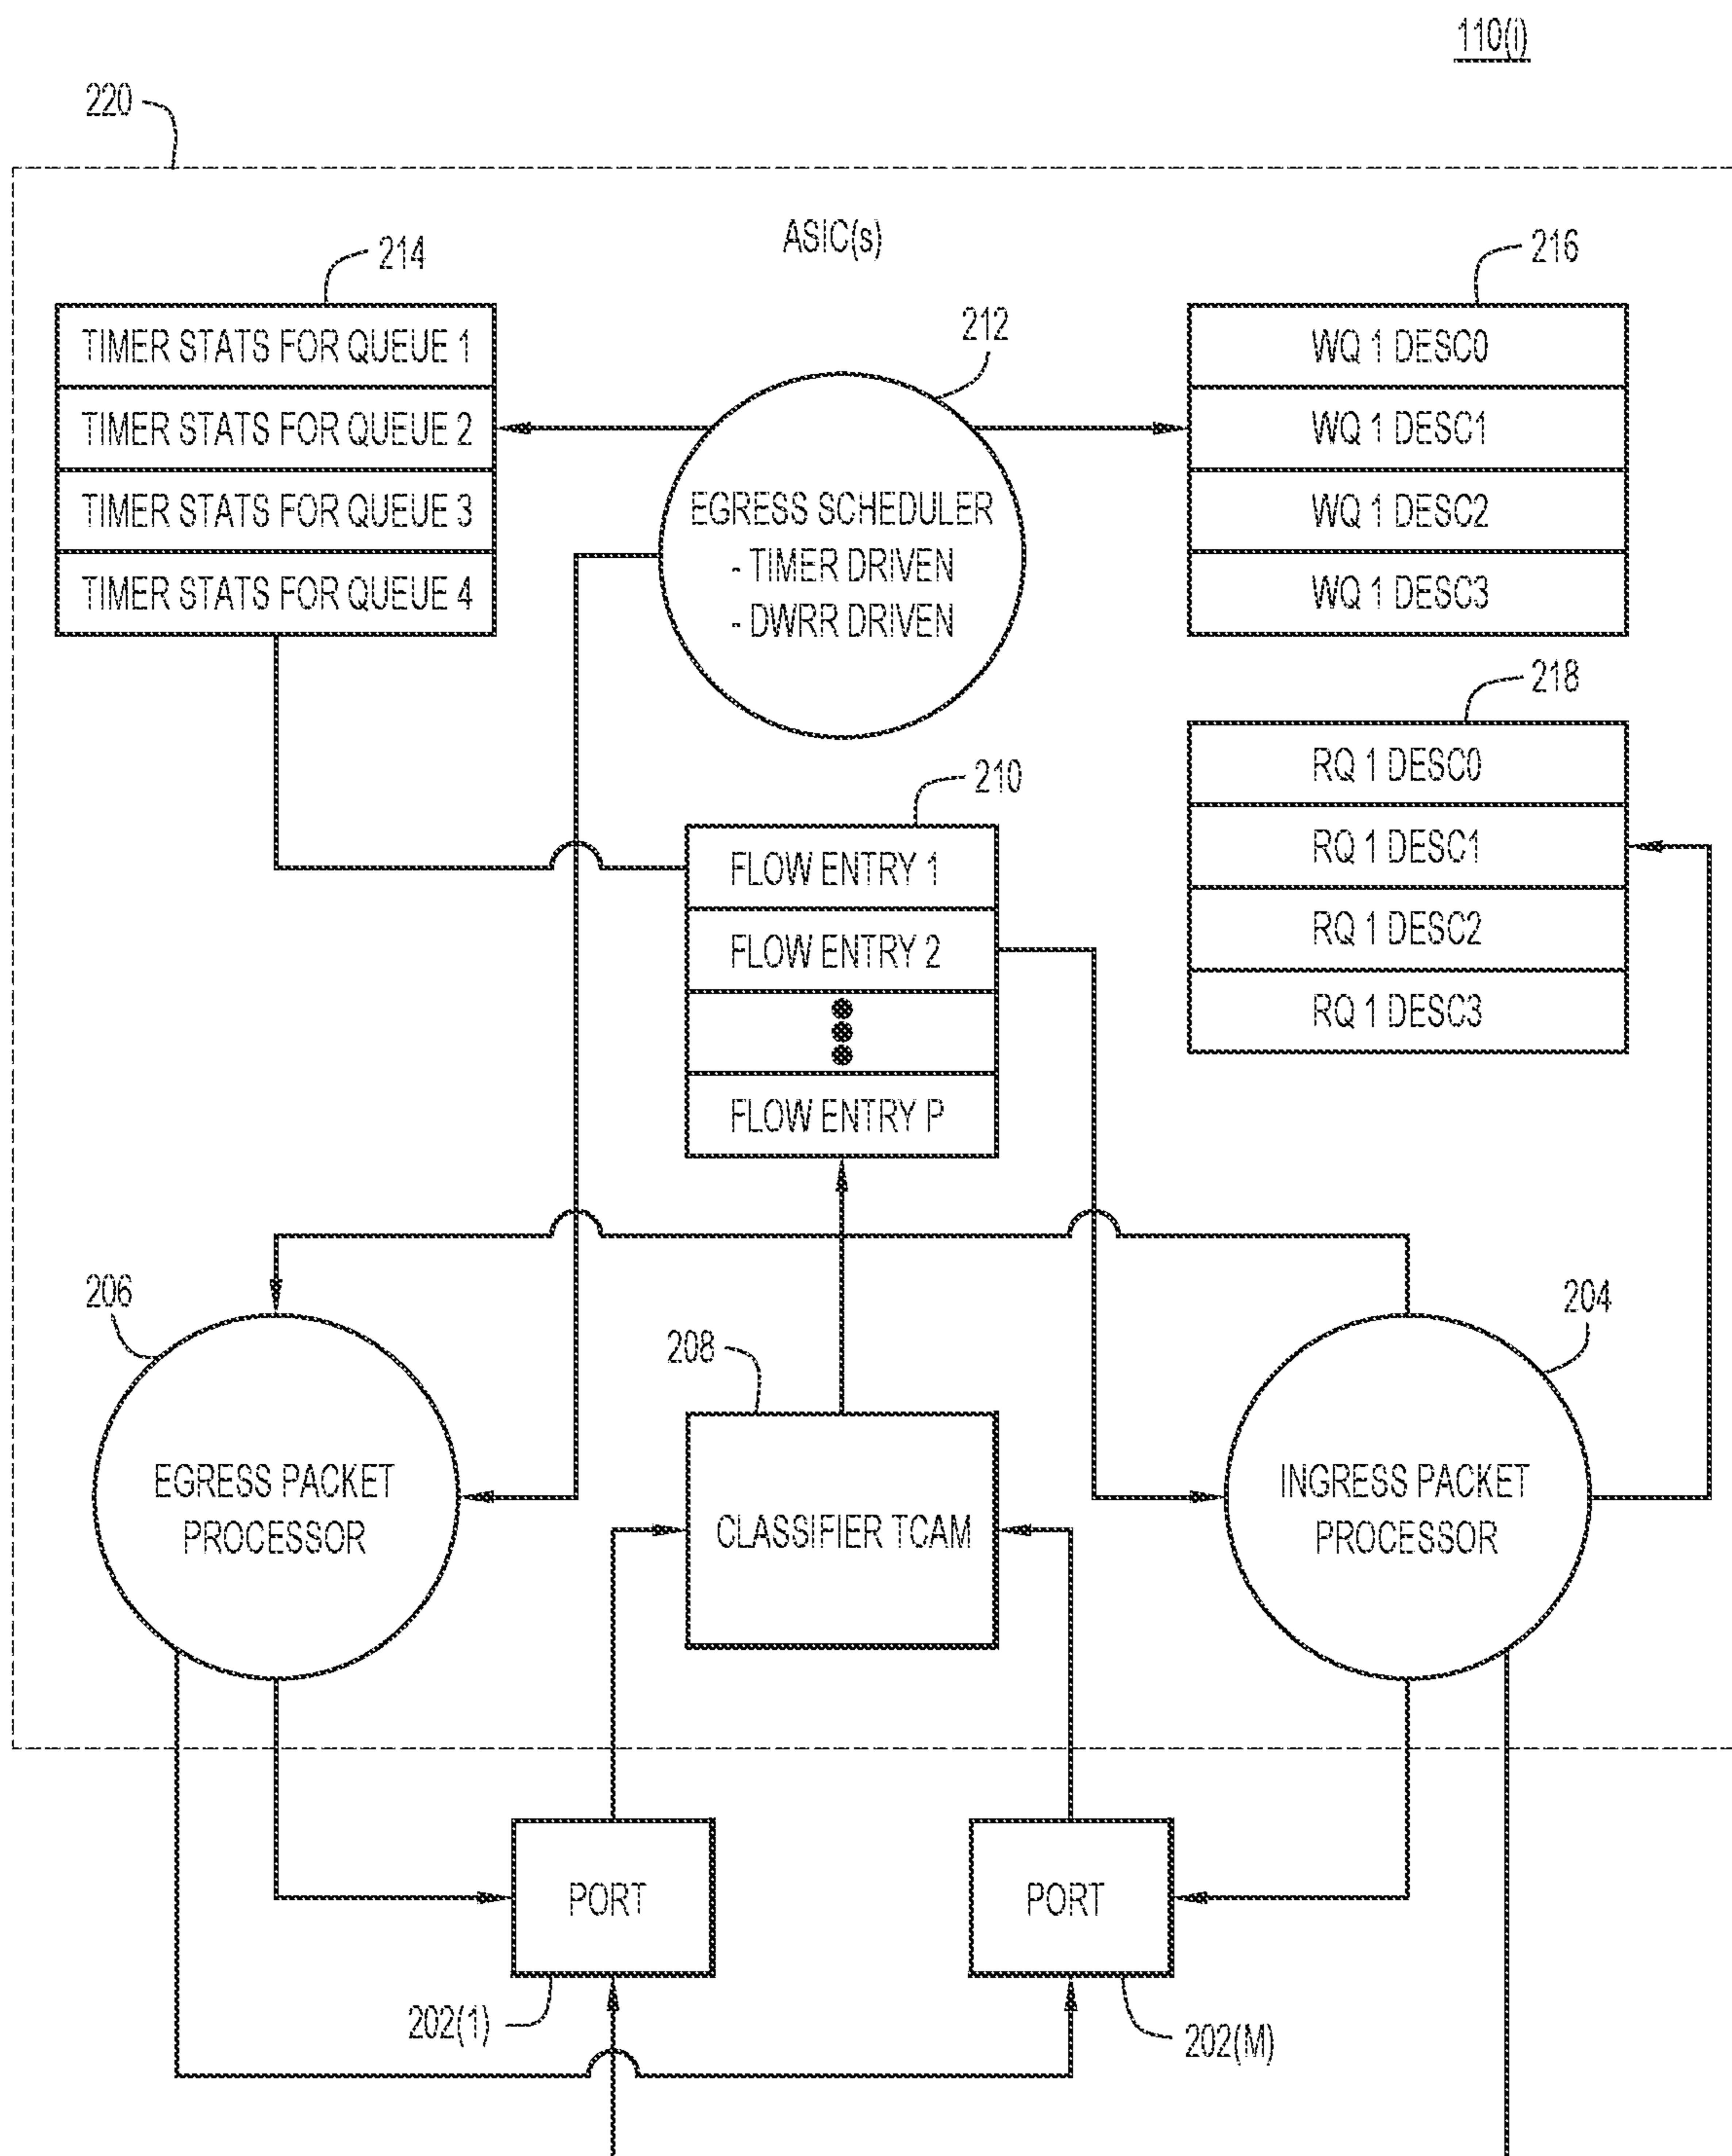 110(i)
220
ASIC(s)
214
216
212
TIMER STATS FOR QUEUE 1
TIMER STATS FOR QUEUE 2
TIMER STATS FOR QUEUE 3
TIMER STATS FOR QUEUE 4
EGRESS SCHEDULER
- TIMER DRIVEN
- DWRR DRIVEN
WQ 1 DESC0
WQ 1 DESC1
WQ 1 DESC2
WQ 1 DESC3
218
RQ 1 DESC0
RQ 1 DESC1
RQ 1 DESC2
RQ 1 DESC3
210
FLOW ENTRY 1
FLOW ENTRY 2
FLOW ENTRY P
206
EGRESS PACKET
PROCESSOR
208
CLASSIFIER TCAM
204
INGRESS PACKET
PROCESSOR
PORT
202(1)
PORT
202(M)